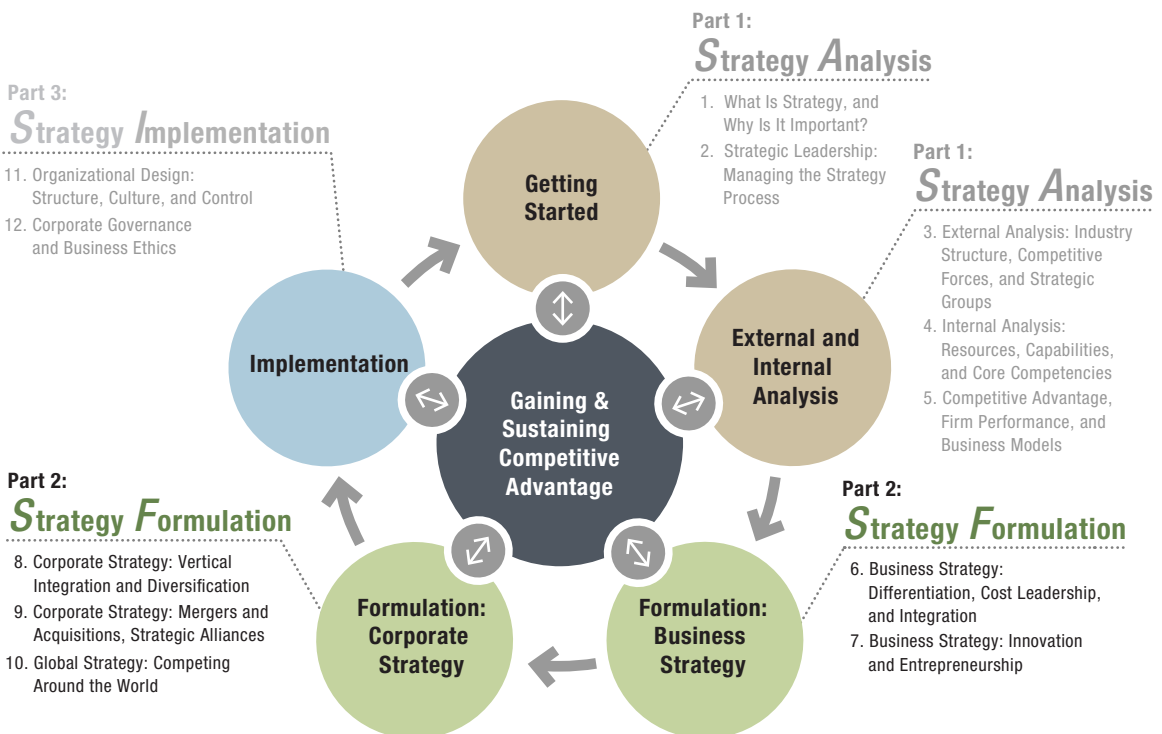 Part 1:
Strategy Analysis
1. What Is Strategy, and
Why Is It Important?
2. Strategic Leadership:
Managing the Strategy
Process
Part 1:
Strategy Analysis
3. External Analysis: Industry
Structure, Competitive
Forces, and Strategic
Groups
4. Internal Analysis:
Resources, Capabilities,
and Core Competencies
5. Competitive Advantage,
Firm Performance, and
Business Models
Part 2:
Strategy Formulation
6. Business Strategy:
Differentiation, Cost Leadership,
and Integration
7. Business Strategy: Innovation
and Entrepreneurship
Part 2:
Strategy Formulation
8. Corporate Strategy: Vertical
Integration and Diversification
9. Corporate Strategy: Mergers and
Acquisitions, Strategic Alliances
10. Global Strategy: Competing
Around the World
Part 3:
Strategy Implementation
11. Organizational Design:
Structure, Culture, and Control
12. Corporate Governance
and Business Ethics
Getting
Started
External and
Internal
Analysis
Formulation:
Business
Strategy
Formulation:
Corporate
Strategy
Implementation
Gaining &
Sustaining
Competitive
Advantage